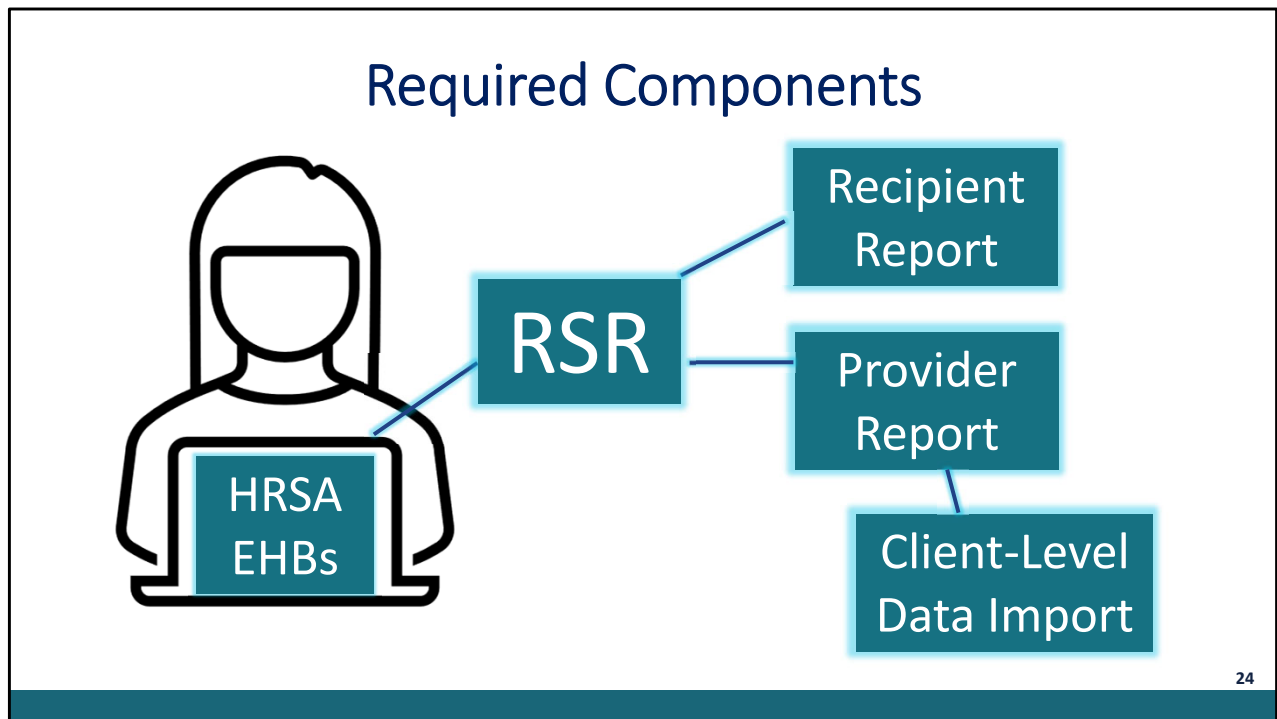 Required Components
Recipient
Report
RSR
Provider
Report
HRSA
EHBs
Client-Level
Data Import
24